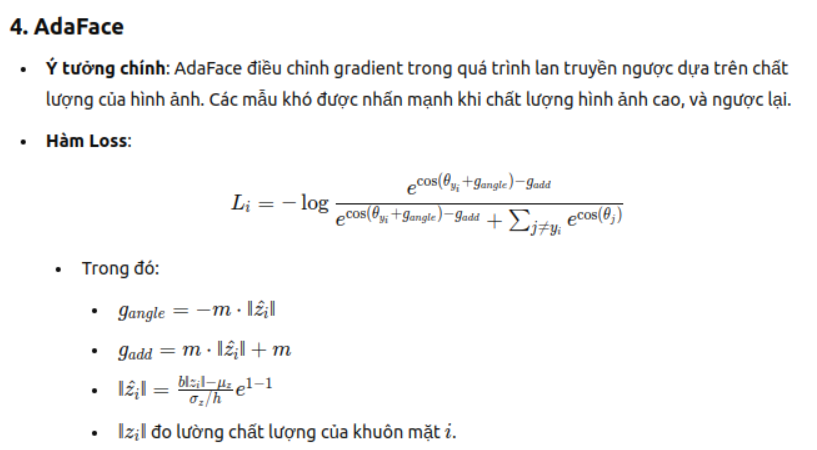 4. AdaFace
• Ý tưởng chính: AdaFace điều chỉnh gradient trong quá trình lan truyền ngược dựa trên chất
lượng của hình ảnh. Các mẫu khó được nhấn mạnh khi chất lượng hình ảnh cao, và ngược lại.
• Hàm Loss:
$L_i = -\log \frac{e^{\cos(\theta_{y_i}+g_{angle})-g_{add}}}{e^{\cos(\theta_{y_i}+g_{angle})-g_{add}} + \sum_{j \neq y_i} e^{\cos(\theta_j)}}$
• Trong đó:
• $g_{angle} = -m \cdot \|\hat{z}_i\|$
• $g_{add} = m \cdot \|\hat{z}_i\| + m$
• $\|\hat{z}_i\| = \frac{b\|z_i\|-\mu_z}{\sigma_z/h} e^{1-1}$
• $\|z_i\|$ đo lường chất lượng của khuôn mặt $i$.